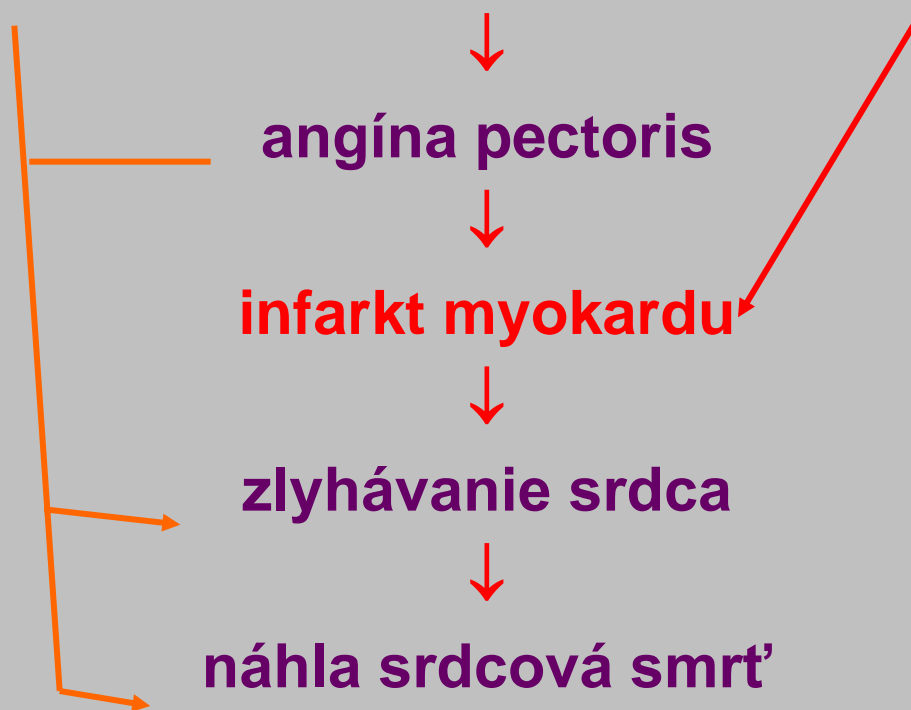 ↓
angína pectoris
↓
infarkt myokardu
↓
zlyhávanie srdca
↓
náhla srdcová smrť